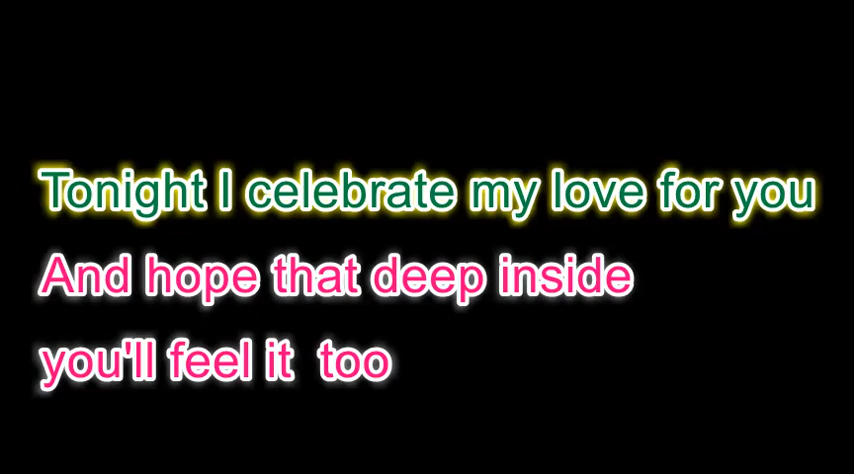 Tonight I celebrate my love for you
And hope that deep inside
you'll feel it  too